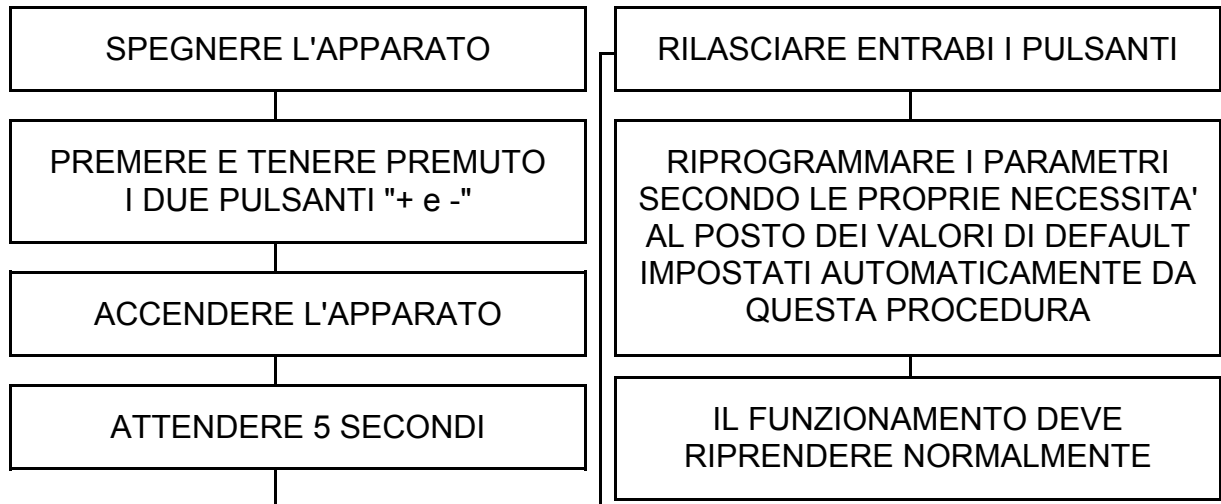 SPEGNERE L'APPARATO
PREMERE E TENERE PREMUTO
I DUE PULSANTI "+ e -"
ACCENDERE L'APPARATO
ATTENDERE 5 SECONDI
RILASCIARE ENTRABI I PULSANTI
RIPROGRAMMARE I PARAMETRI
SECONDO LE PROPRIE NECESSITA'
AL POSTO DEI VALORI DI DEFAULT
IMPOSTATI AUTOMATICAMENTE DA
QUESTA PROCEDURA
IL FUNZIONAMENTO DEVE
RIPRENDERE NORMALMENTE